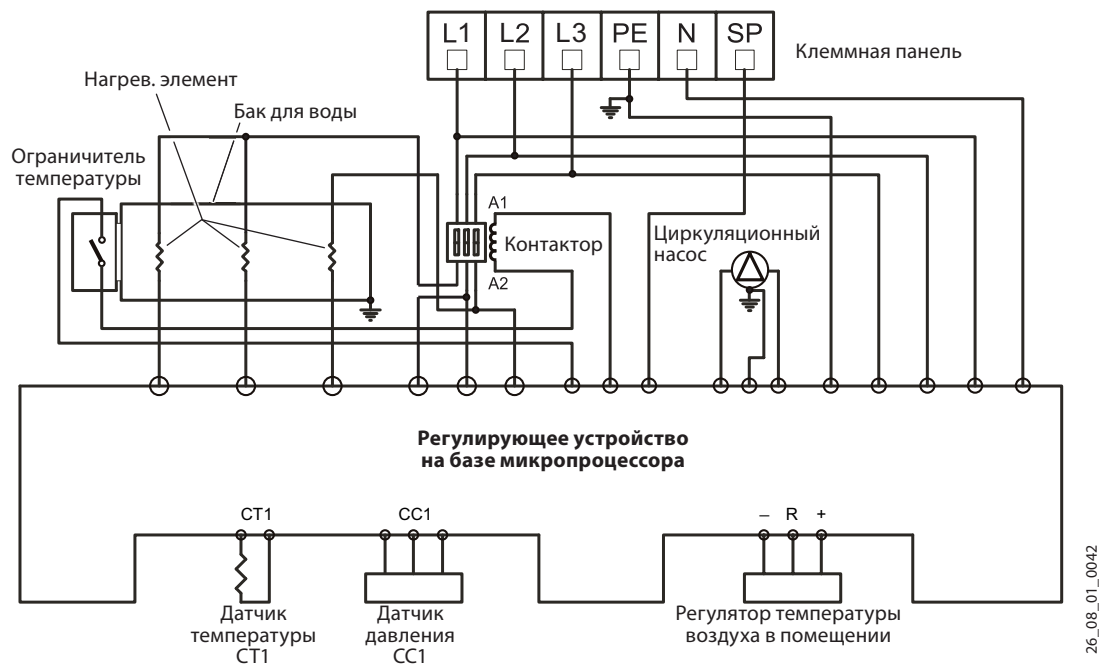 L1 L2 L3 PE N SP
Клеммная панель
Нагрев. элемент
Бак для воды
Ограничитель
температуры
A1
Контактор
A2
Циркуляционный
насос
Регулирующее устройство
на базе микропроцессора
CT1
CC1
– R +
Датчик
температуры
CT1
Датчик
давления
CC1
Регулятор температуры
воздуха в помещении
26_08_01_0042